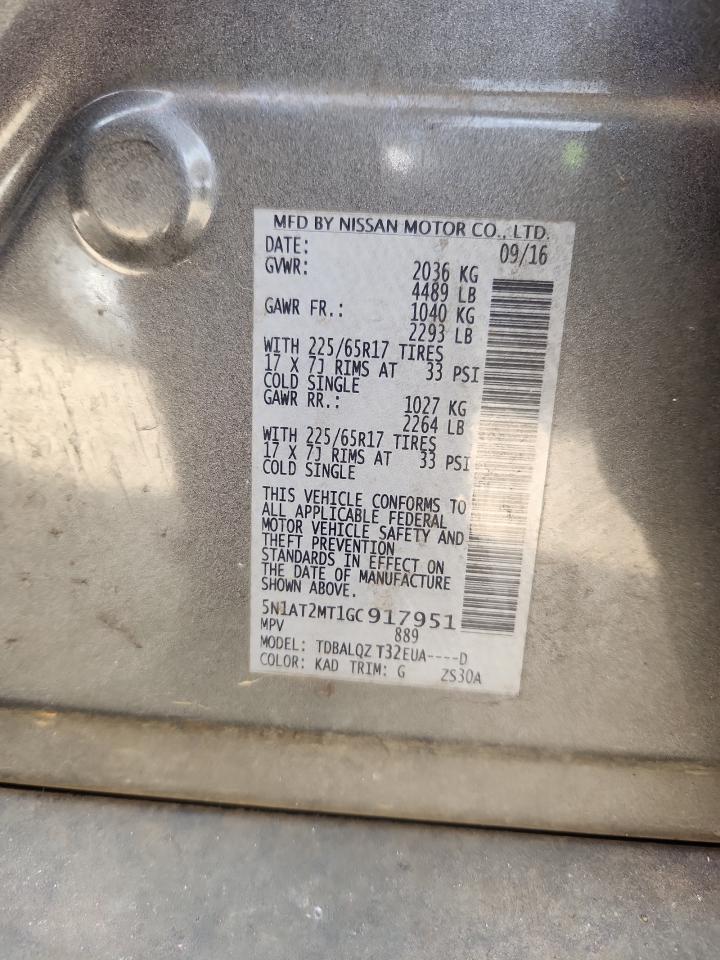 MFD BY NISSAN MOTOR CO., LTD.
DATE: 09/16
GVWR: 2036 KG
4489 LB
GAWR FR.: 1040 KG
2293 LB
WITH 225/65R17 TIRES
17 X 7J RIMS AT 33 PSI
COLD SINGLE
GAWR RR.: 1027 KG
2264 LB
WITH 225/65R17 TIRES
17 X 7J RIMS AT 33 PSI
COLD SINGLE
THIS VEHICLE CONFORMS TO
ALL APPLICABLE FEDERAL
MOTOR VEHICLE SAFETY AND
THEFT PREVENTION
STANDARDS IN EFFECT ON
THE DATE OF MANUFACTURE
SHOWN ABOVE.
5N1AT2MT1GC917951
MPV 889
MODEL: TDBALQZ T32EUA----D
COLOR: KAD TRIM: G ZS30A